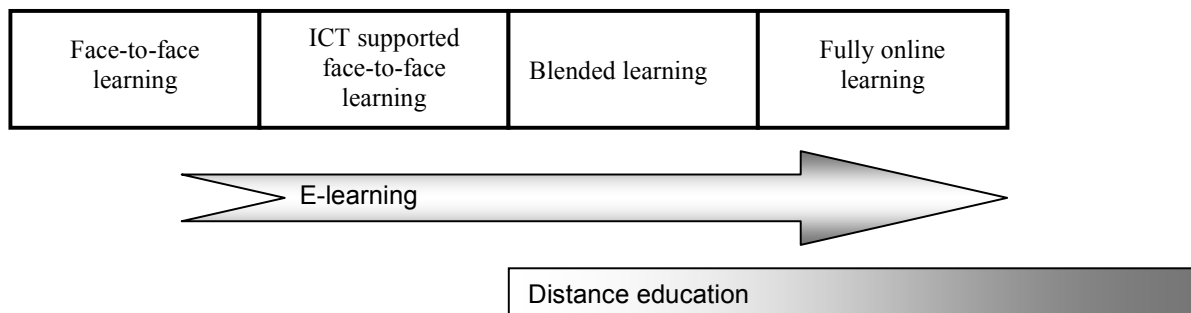 Face-to-face
learning
ICT supported
face-to-face
learning
Blended learning
Fully online
learning
E-learning
Distance education